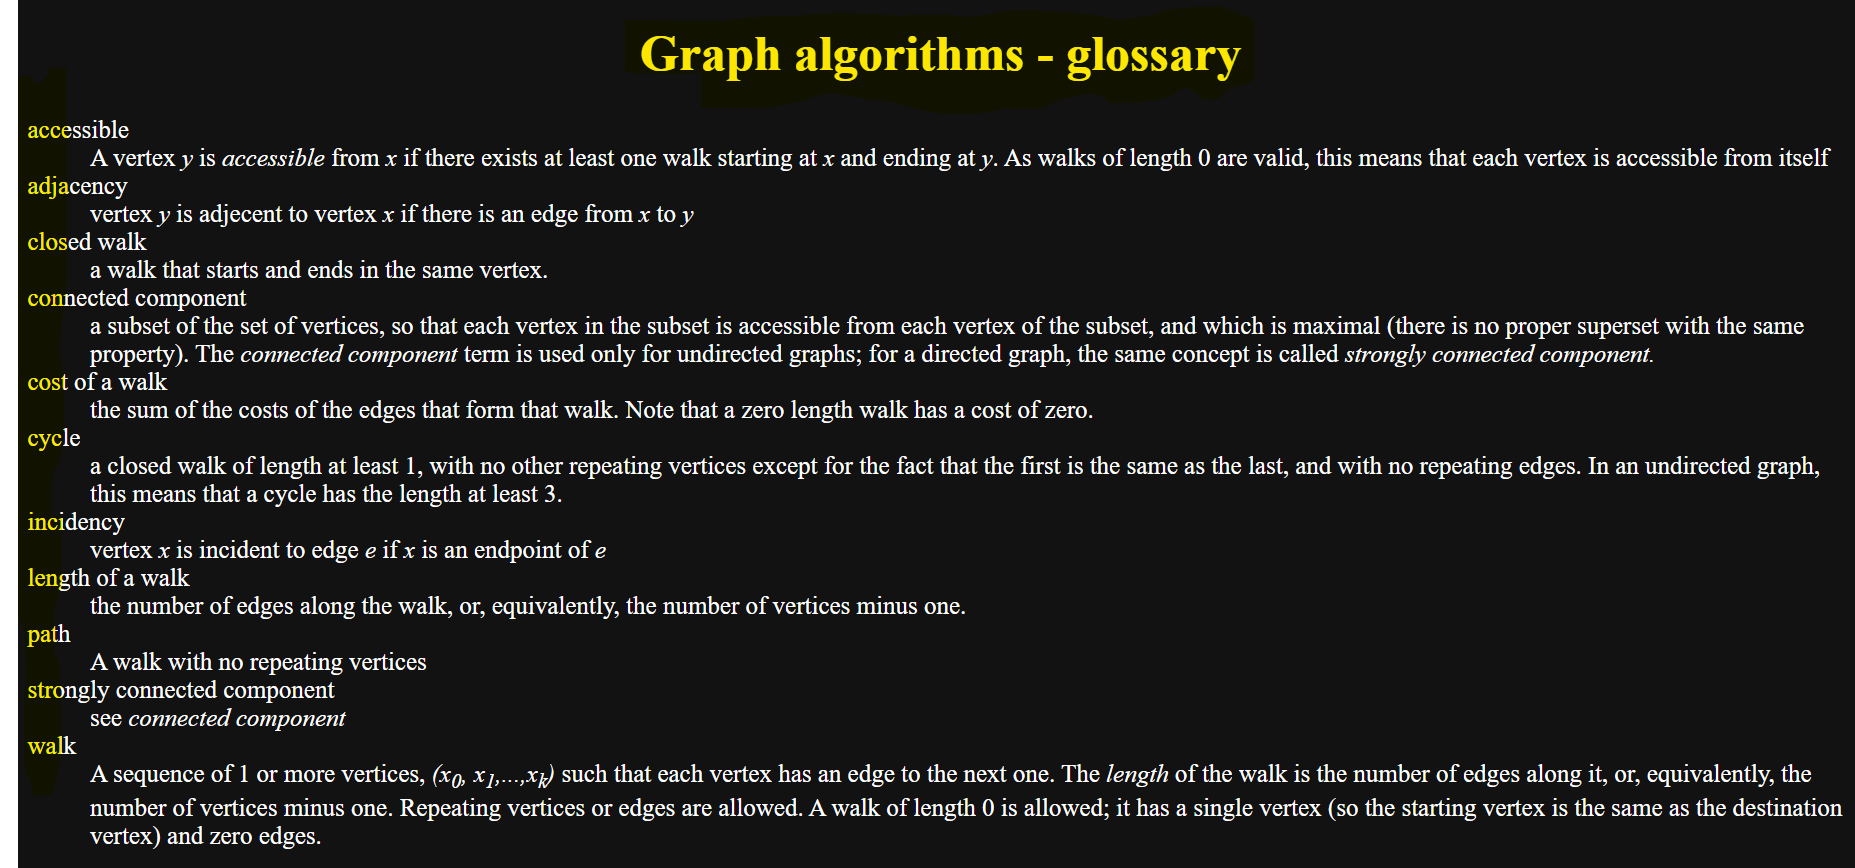 Graph algorithms - glossary
accessible
A vertex y is accessible from x if there exists at least one walk starting at x and ending at y. As walks of length 0 are valid, this means that each vertex is accessible from itself
adjacency
vertex y is adjecent to vertex x if there is an edge from x to y
closed walk
a walk that starts and ends in the same vertex.
connected component
a subset of the set of vertices, so that each vertex in the subset is accessible from each vertex of the subset, and which is maximal (there is no proper superset with the same
property). The connected component term is used only for undirected graphs; for a directed graph, the same concept is called strongly connected component.
cost of a walk
the sum of the costs of the edges that form that walk. Note that a zero length walk has a cost of zero.
cycle
a closed walk of length at least 1, with no other repeating vertices except for the fact that the first is the same as the last, and with no repeating edges. In an undirected graph,
this means that a cycle has the length at least 3.
incidency
vertex x is incident to edge e if x is an endpoint of e
length of a walk
the number of edges along the walk, or, equivalently, the number of vertices minus one.
path
A walk with no repeating vertices
strongly connected component
see connected component
walk
A sequence of 1 or more vertices, (x0, x1,...,xk) such that each vertex has an edge to the next one. The length of the walk is the number of edges along it, or, equivalently, the
number of vertices minus one. Repeating vertices or edges are allowed. A walk of length 0 is allowed; it has a single vertex (so the starting vertex is the same as the destination
vertex) and zero edges.